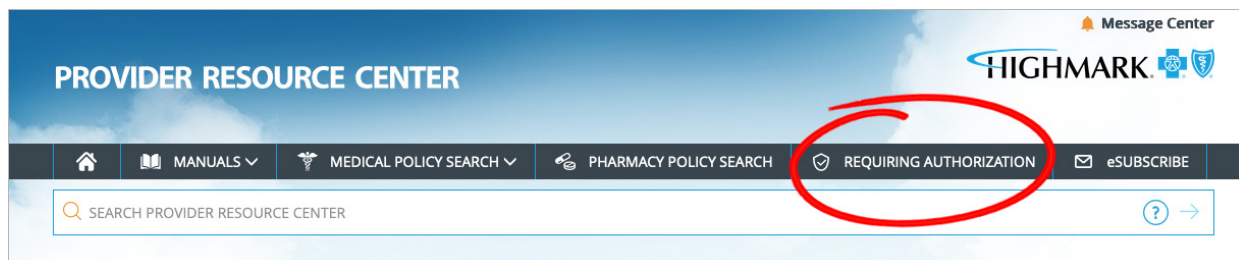 Message Center
HIGHMARK.
PROVIDER RESOURCE CENTER
MANUALS MEDICAL POLICY SEARCH PHARMACY POLICY SEARCH REQUIRING AUTHORIZATION eSUBSCRIBE
SEARCH PROVIDER RESOURCE CENTER ?